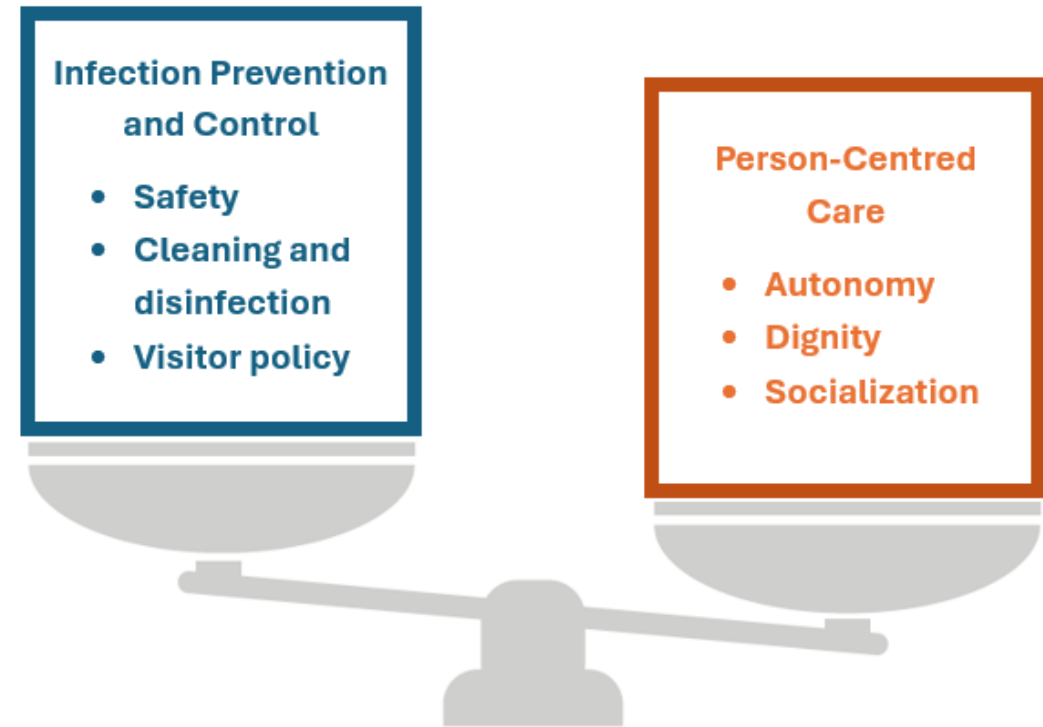 Infection Prevention
and Control
• Safety
• Cleaning and
disinfection
• Visitor policy
Person-Centred
Care
• Autonomy
• Dignity
• Socialization